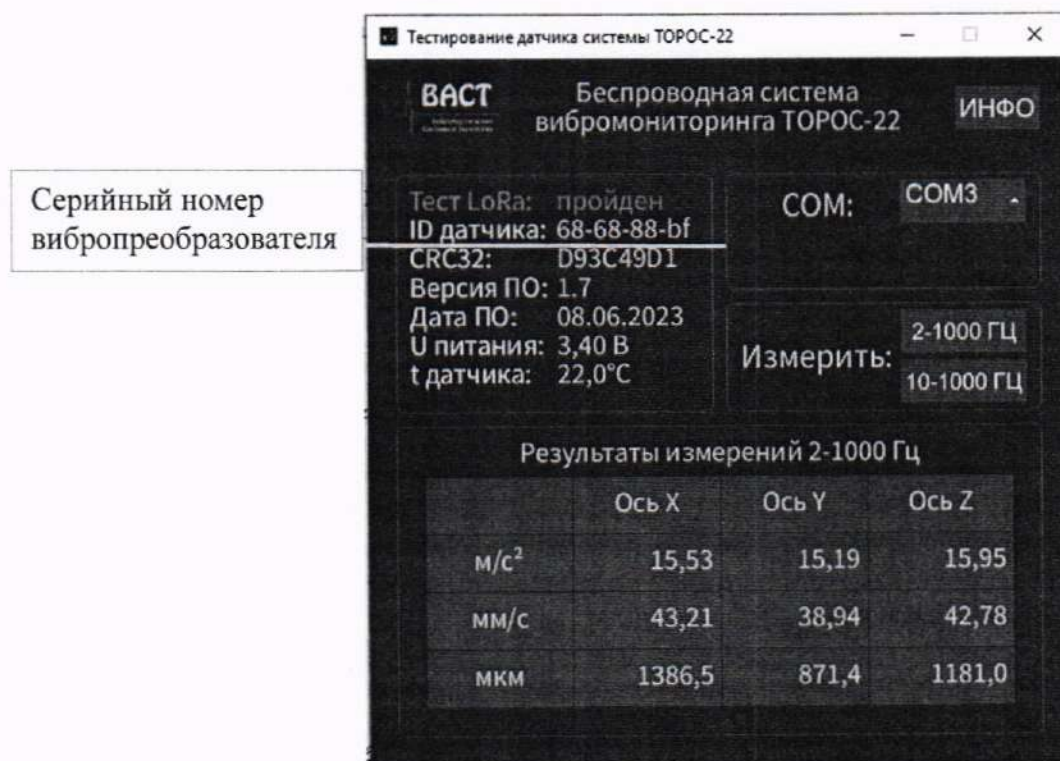 Тестирование датчика системы ТОРОС-22
ВАСТ
Беспроводная система
вибромониторинга ТОРОС-22
ИНФО
Серийный номер
вибропреобразователя
Тест LoRa: пройден
ID датчика: 68-68-88-bf
CRC32: D93C49D1
Версия ПО: 1.7
Дата ПО: 08.06.2023
U питания: 3,40 В
t датчика: 22,0°C
COM: COM3
Измерить:
2-1000 ГЦ
10-1000 ГЦ
Результаты измерений 2-1000 Гц
Ось X Ось Y Ось Z
м/с² 15,53 15,19 15,95
мм/с 43,21 38,94 42,78
мкм 1386,5 871,4 1181,0